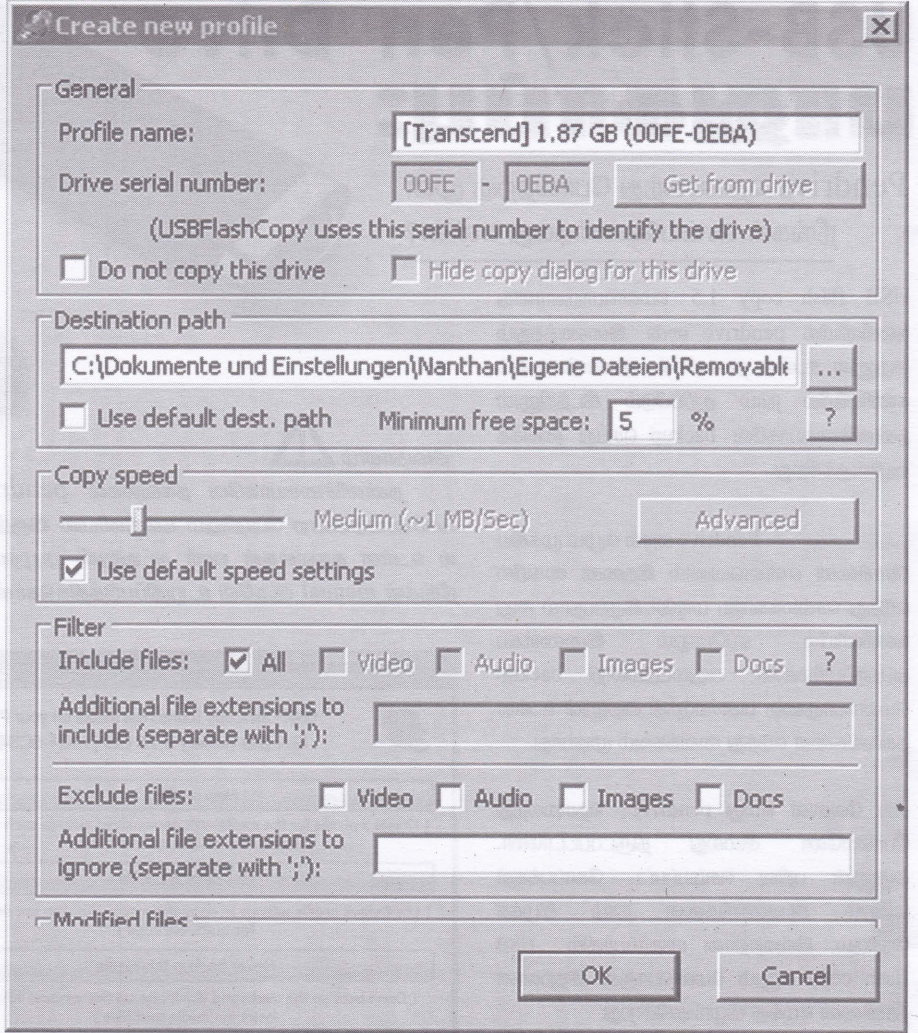 Create new profile
General
Profile name: [Transcend] 1.87 GB (00FE-0EBA)
Drive serial number: 00FE - 0EBA Get from drive
(USBFlashCopy uses this serial number to identify the drive)
Do not copy this drive Hide copy dialog for this drive
Destination path
C:\Dokumente und Einstellungen\Nanthan\Eigene Dateien\Removable ...
Use default dest. path Minimum free space: 5 % ?
Copy speed
Medium (~1 MB/Sec) Advanced
Use default speed settings
Filter
Include files: All Video Audio Images Docs ?
Additional file extensions to
include (separate with ';'):
Exclude files: Video Audio Images Docs
Additional file extensions to
ignore (separate with ';'):
Modified files
OK Cancel